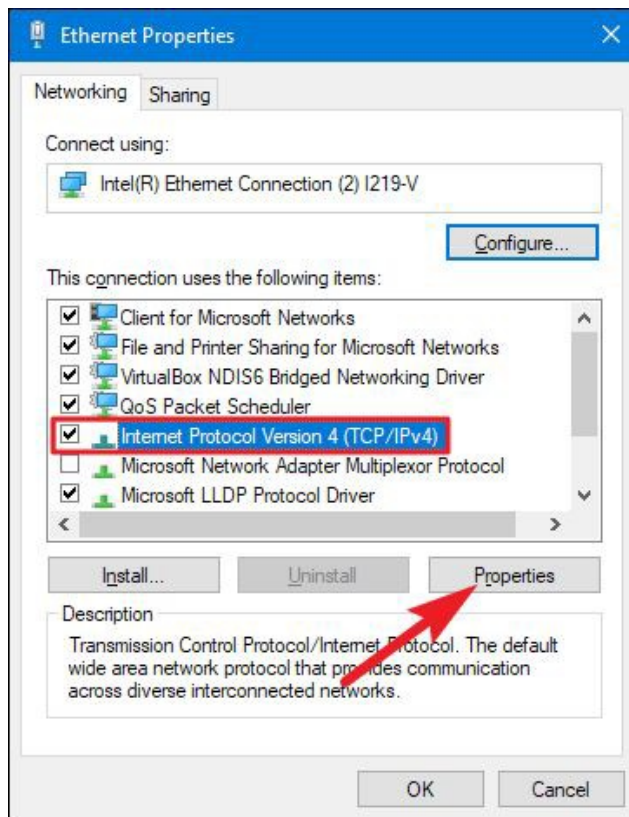 Ethernet Properties
Networking
Sharing
Connect using:
Intel(R) Ethernet Connection (2) I219-V
Configure...
This connection uses the following items:
Client for Microsoft Networks
File and Printer Sharing for Microsoft Networks
VirtualBox NDIS6 Bridged Networking Driver
QoS Packet Scheduler
Internet Protocol Version 4 (TCP/IPv4)
Microsoft Network Adapter Multiplexor Protocol
Microsoft LLDP Protocol Driver
Install...
Uninstall
Properties
Description
Transmission Control Protocol/Internet Protocol. The default
wide area network protocol that provides communication
across diverse interconnected networks.
OK
Cancel